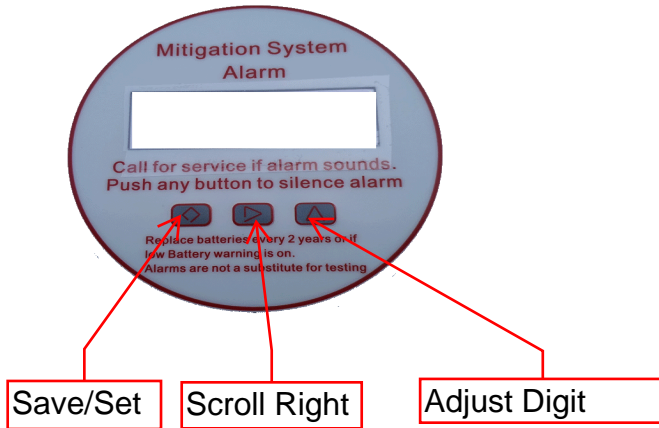 Mitigation System
Alarm
Call for service if alarm sounds.
Push any button to silence alarm
Replace batteries every 2 years or if
low Battery warning is on.
Alarms are not a substitute for testing
Save/Set
Scroll Right
Adjust Digit